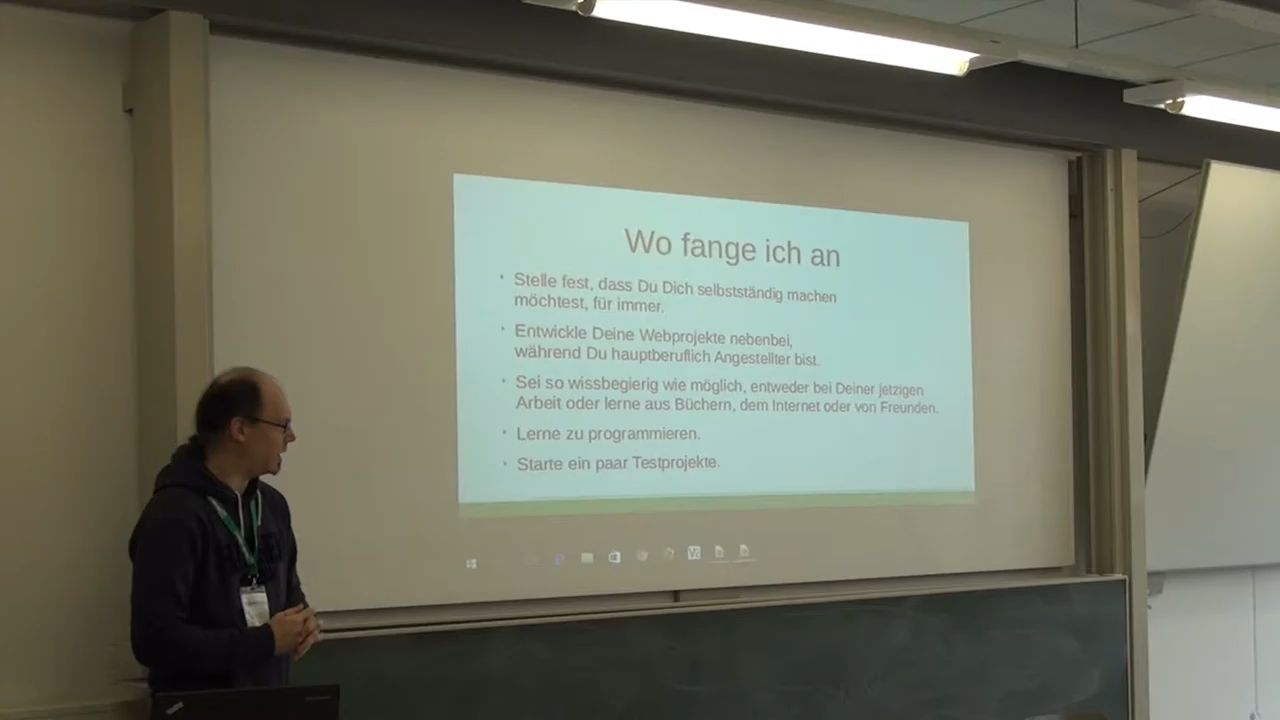 Wo fange ich an
Stelle fest, dass Du Dich selbstständig machen
möchtest, für immer.
Entwickle Deine Webprojekte nebenbei,
während Du hauptberuflich Angestellter bist.
Sei so wissbegierig wie möglich, entweder bei Deiner jetzigen
Arbeit oder lerne aus Büchern, dem Internet oder von Freunden.
Lerne zu programmieren.
Starte ein paar Testprojekte.